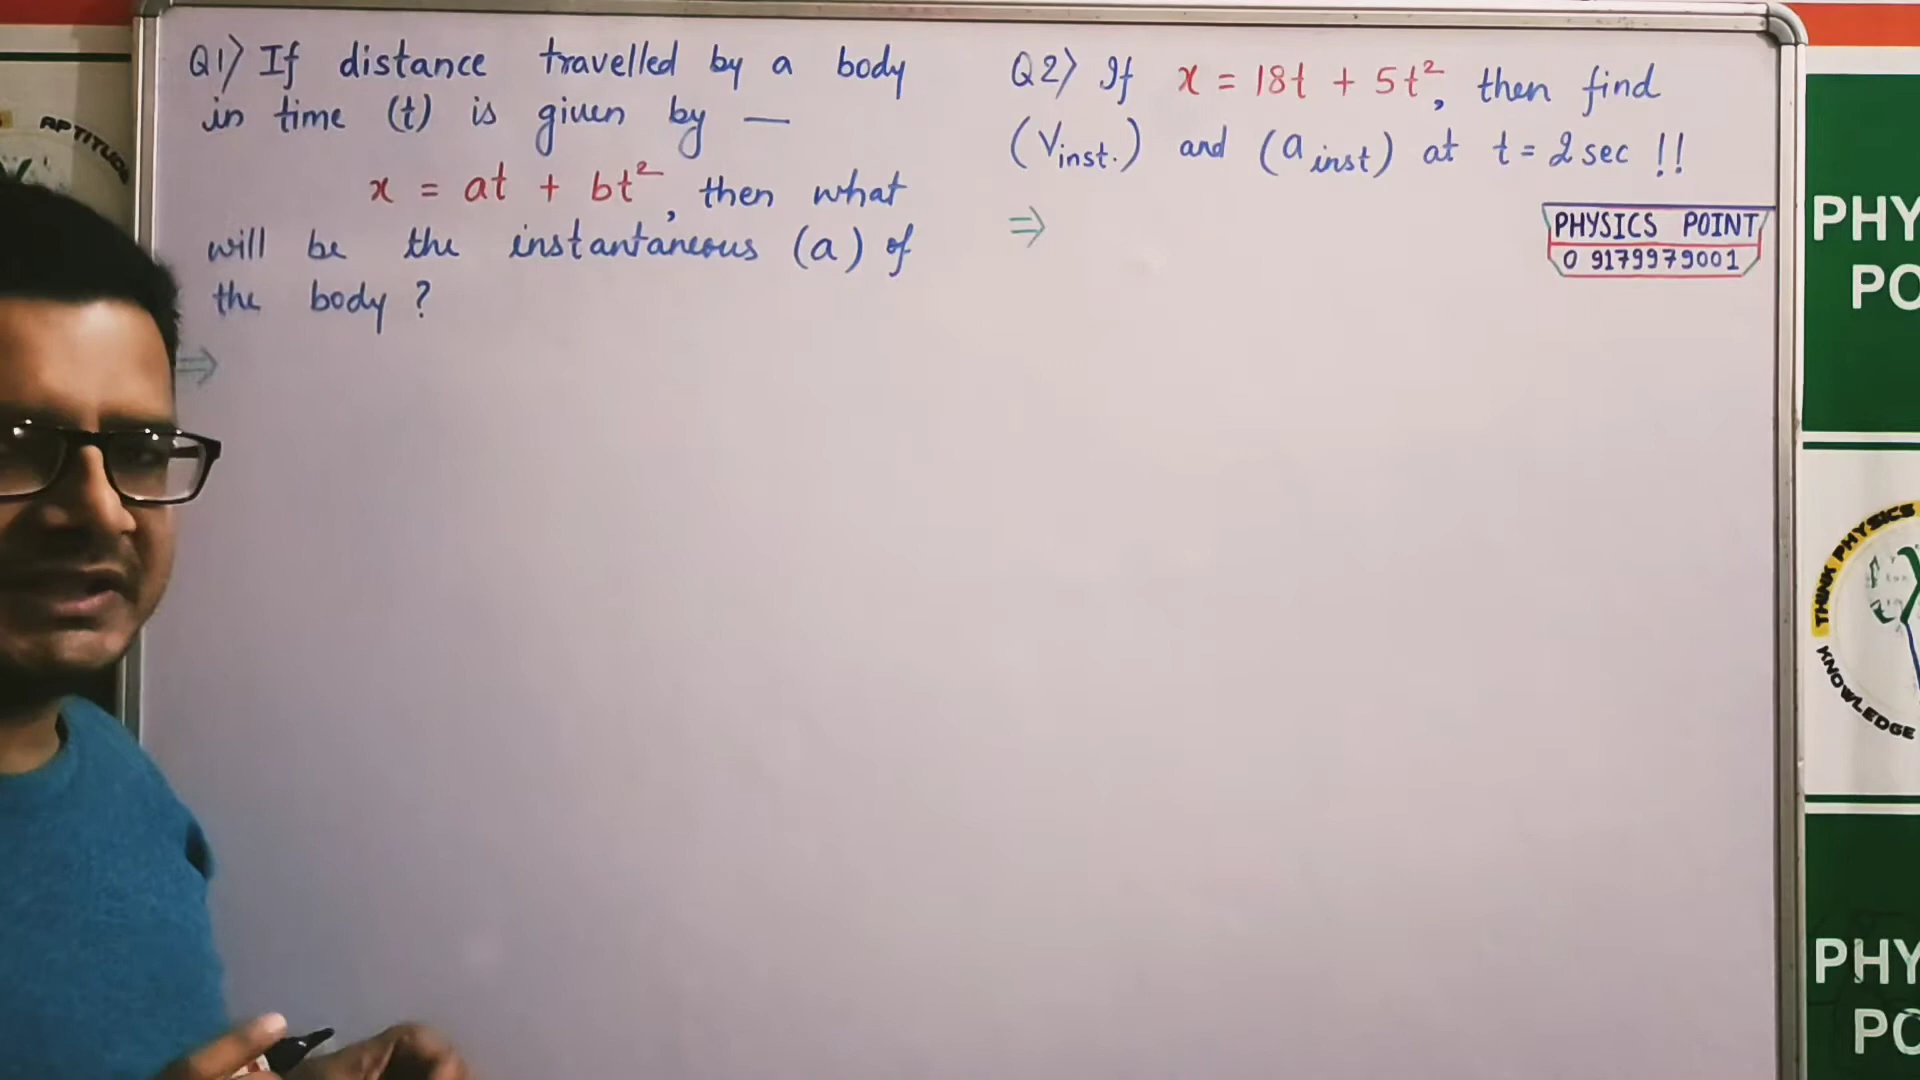 Q1) If distance travelled by a body
in time (t) is given by —
x = at + bt², then what
will be the instantaneous (a) of
the body ?
⇒
Q2) If x = 18t + 5t², then find
(Vinst.) and (a inst) at t = 2 sec !!
⇒
PHYSICS POINT
0 9179979001
APTITUDE
PHY
PO
THINK PHYSICS
KNOWLEDGE
PHY
PO